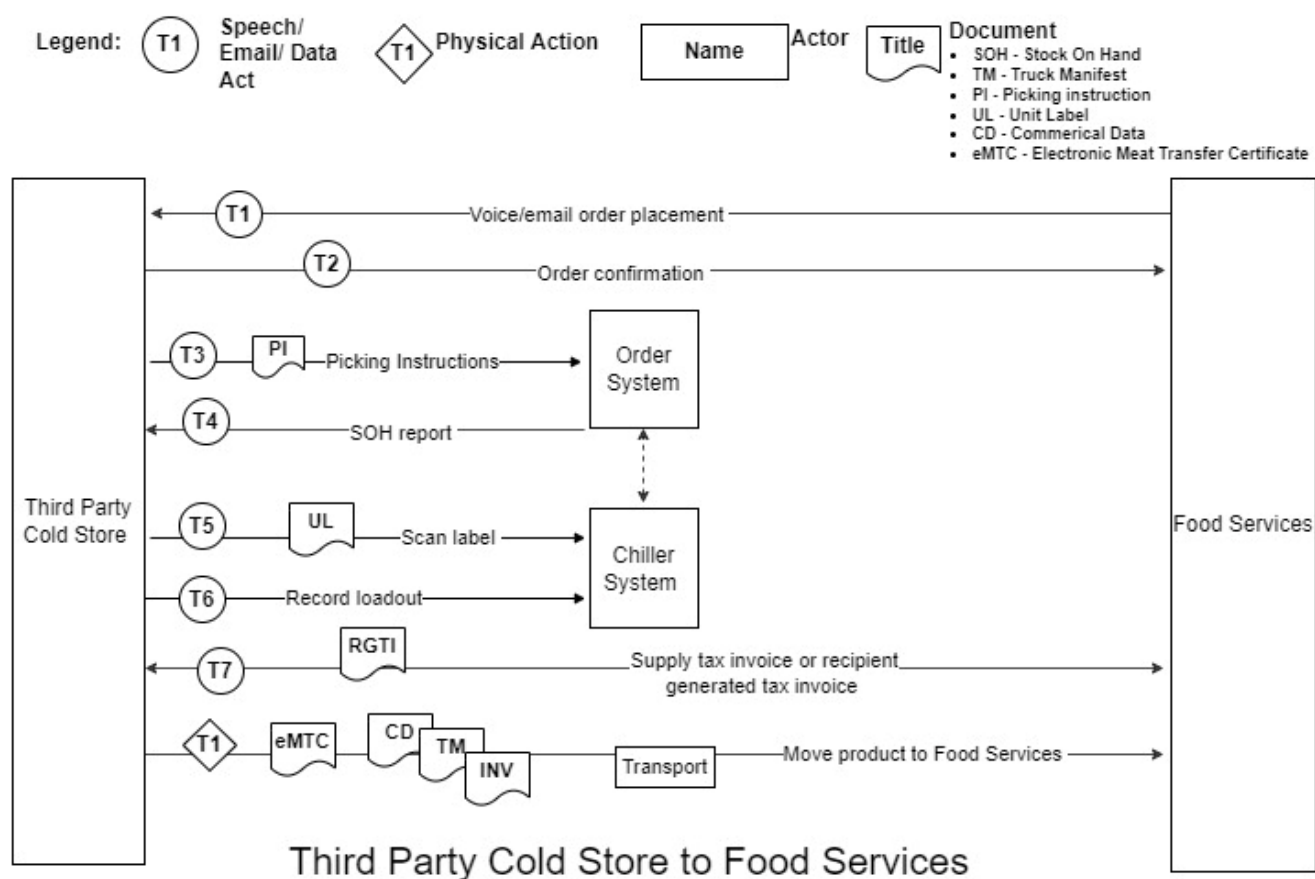 Legend:
T1
Speech/
Email/ Data
Act
T1
Physical Action
Name
Actor
Title
Document
• SOH - Stock On Hand
• TM - Truck Manifest
• PI - Picking instruction
• UL - Unit Label
• CD - Commerical Data
• eMTC - Electronic Meat Transfer Certificate
T1
Voice/email order placement
T2
Order confirmation
T3
PI
Picking Instructions
Order
System
T4
SOH report
Third Party
Cold Store
T5
UL
Scan label
Chiller
System
Food Services
T6
Record loadout
T7
RGTI
Supply tax invoice or recipient
generated tax invoice
T1
eMTC
CD
TM
INV
Transport
Move product to Food Services
Third Party Cold Store to Food Services